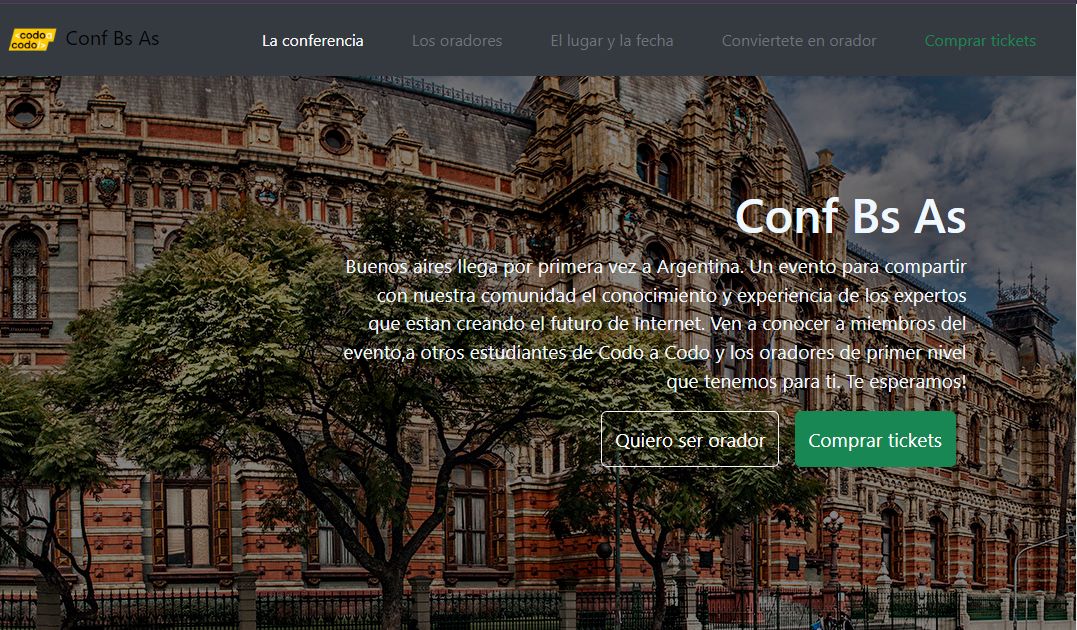 codo a
codo
Conf Bs As
La conferencia
Los oradores
El lugar y la fecha
Conviertete en orador
Comprar tickets
Conf Bs As
Buenos aires llega por primera vez a Argentina. Un evento para compartir
con nuestra comunidad el conocimiento y experiencia de los expertos
que estan creando el futuro de Internet. Ven a conocer a miembros del
evento,a otros estudiantes de Codo a Codo y los oradores de primer nivel
que tenemos para ti. Te esperamos!
Quiero ser orador
Comprar tickets